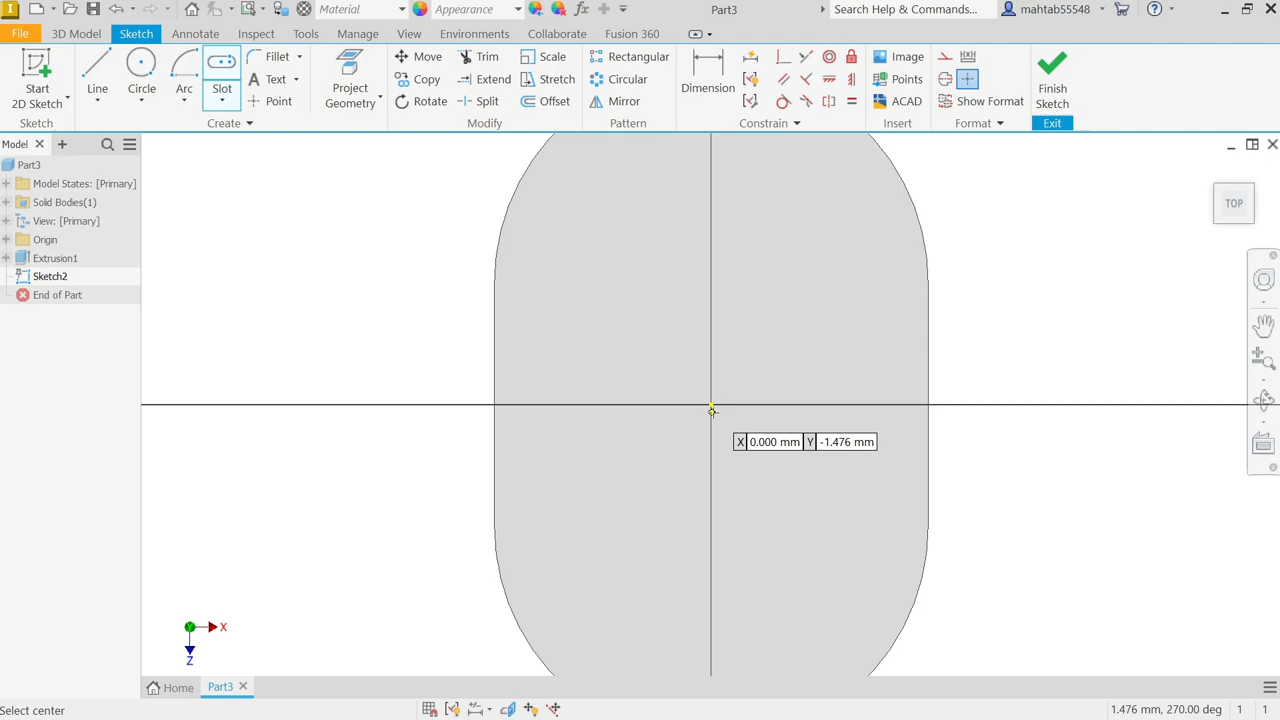 Material
Appearance
Part3
Search Help & Commands...
mahtab55548
File
3D Model
Sketch
Annotate
Inspect
Tools
Manage
View
Environments
Collaborate
Fusion 360
Start
2D Sketch
Line
Circle
Arc
Slot
Fillet
Text
Point
Project
Geometry
Move
Copy
Rotate
Trim
Extend
Split
Scale
Stretch
Offset
Rectangular
Circular
Mirror
Dimension
Image
Points
ACAD
Show Format
Finish
Sketch
Sketch
Create
Modify
Pattern
Constrain
Insert
Format
Exit
Model
Part3
Model States: [Primary]
Solid Bodies(1)
View: [Primary]
Origin
Extrusion1
Sketch2
End of Part
TOP
X 0.000 mm Y -1.476 mm
X
Z
Home
Part3
Select center
1.476 mm, 270.00 deg
1
1